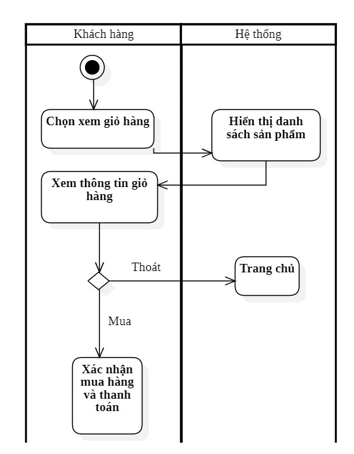 Khách hàng
Hệ thống
Chọn xem giỏ hàng
Hiển thị danh
sách sản phẩm
Xem thông tin giỏ
hàng
Thoát
Trang chủ
Mua
Xác nhận
mua hàng
và thanh
toán